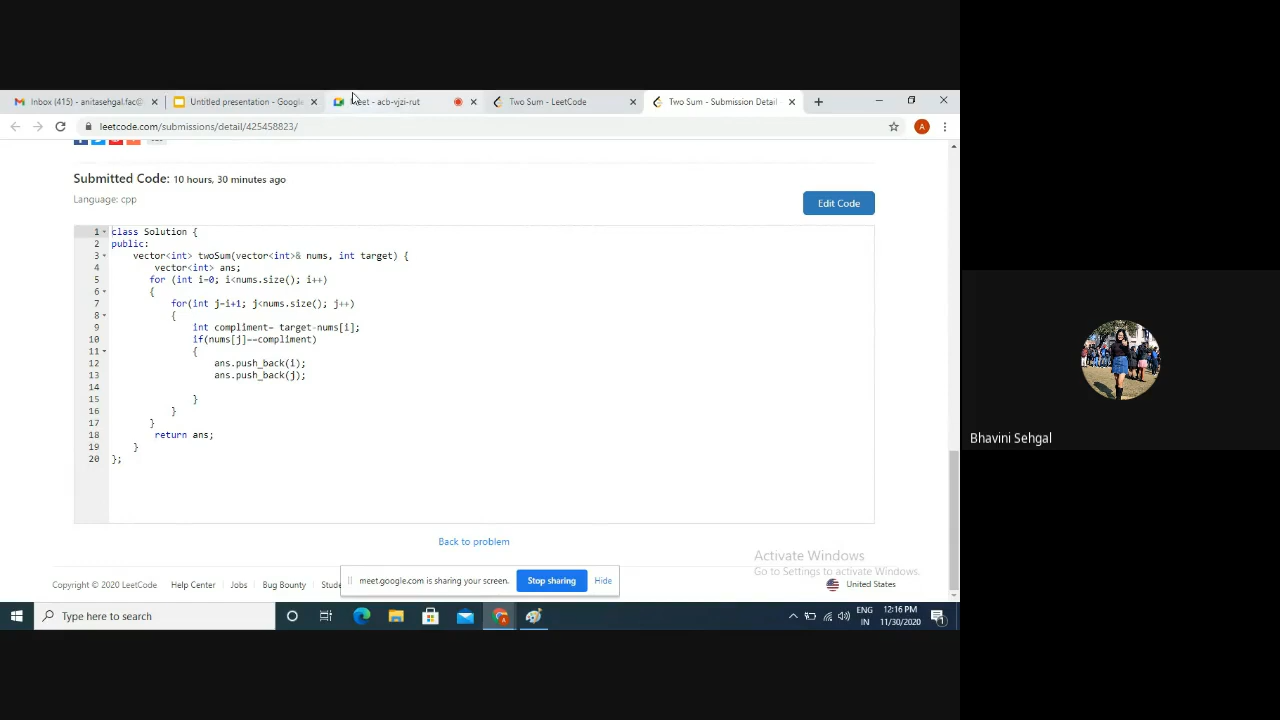 Inbox (415) - anitasehgal.fac@
Untitled presentation - Google
Meet - acb-vjzi-rut
Two Sum - LeetCode
Two Sum - Submission Detail
leetcode.com/submissions/detail/425458823/
A
Submitted Code: 10 hours, 30 minutes ago
Language: cpp
Edit Code
1 class Solution {
2 public:
3 vector<int> twoSum(vector<int>& nums, int target) {
4 vector<int> ans;
5 for (int i=0; i<nums.size(); i++)
6 {
7 for(int j=i+1; j<nums.size(); j++)
8 {
9 int compliment= target-nums[i];
10 if(nums[j]==compliment)
11 {
12 ans.push_back(i);
13 ans.push_back(j);
14
15 }
16 }
17 }
18 return ans;
19 }
20 };
Bhavini Sehgal
Back to problem
Activate Windows
Go to Settings to activate Windows.
Copyright © 2020 LeetCode Help Center | Jobs | Bug Bounty | Stude
United States
meet.google.com is sharing your screen. Stop sharing Hide
Type here to search
A
ENG
IN
12:16 PM
11/30/2020
1